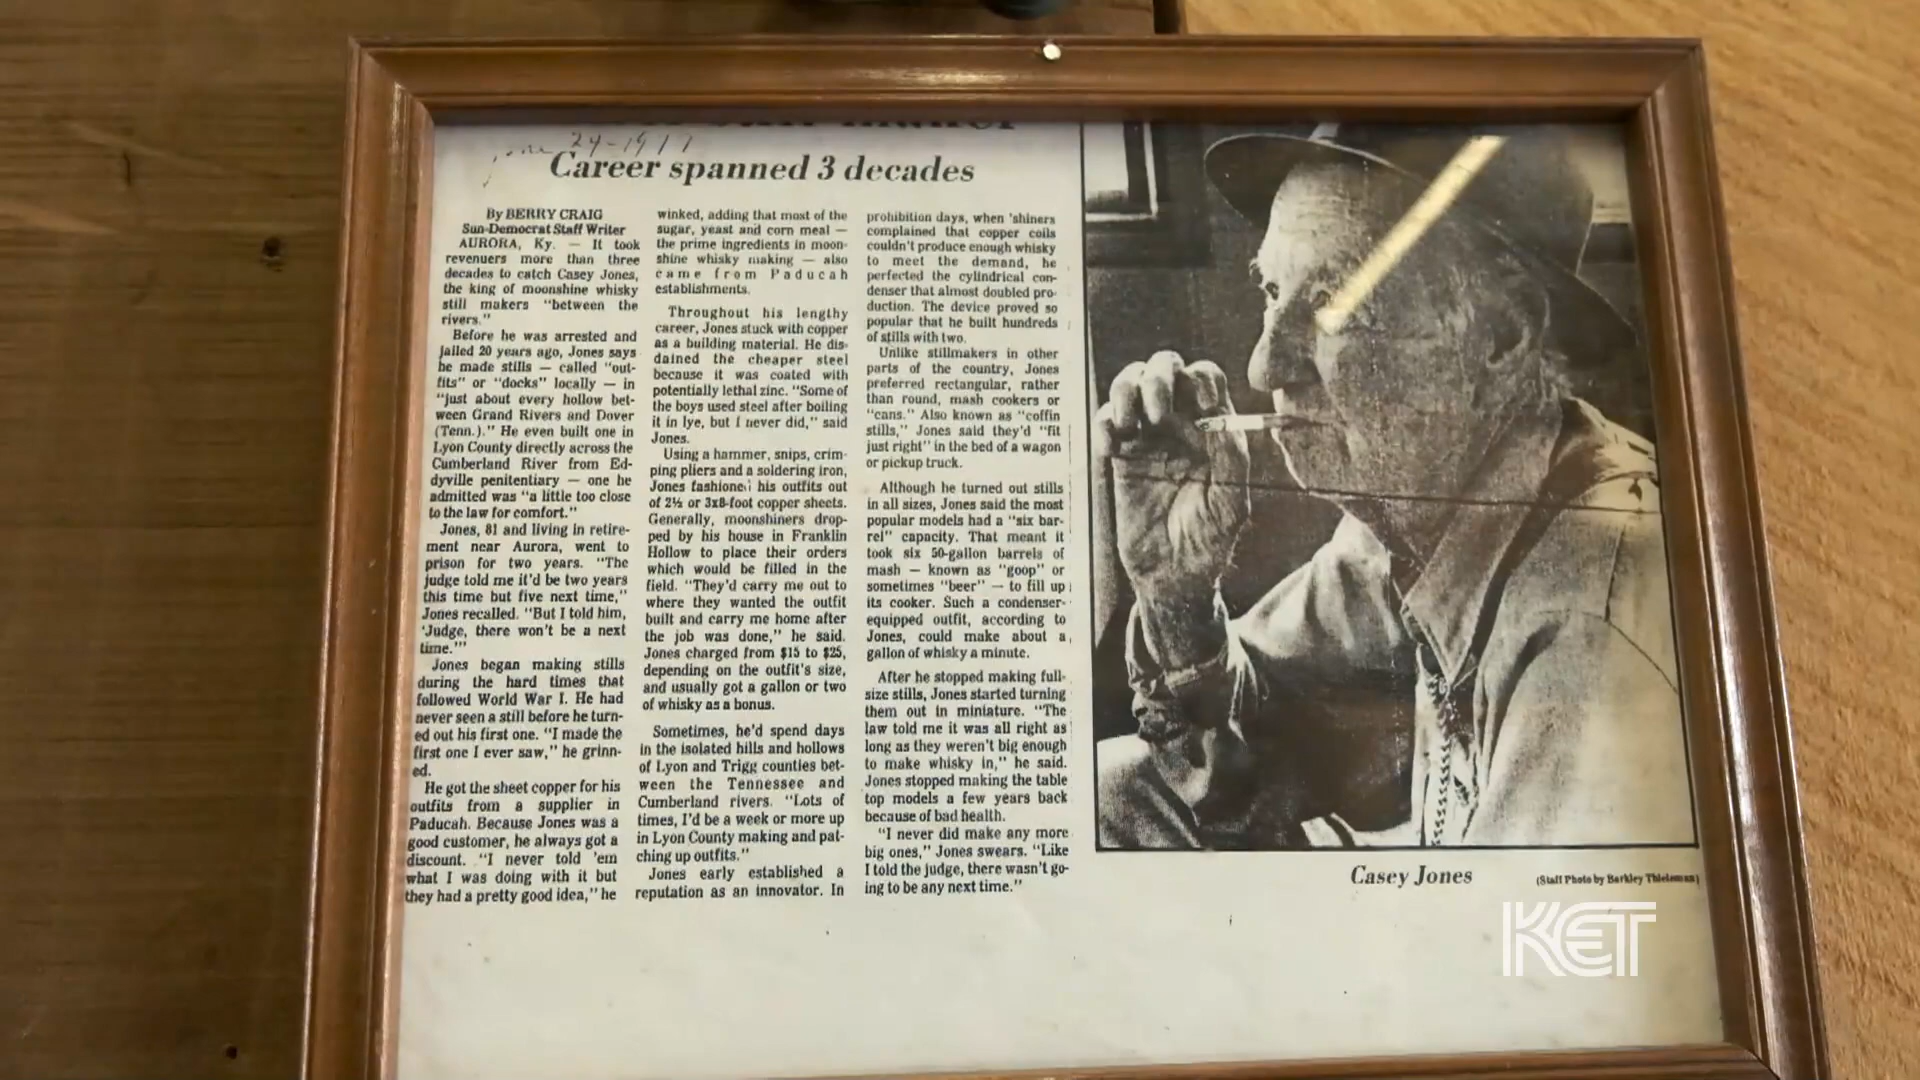 June 24-1977
Career spanned 3 decades
By BERRY CRAIG
Sun-Democrat Staff Writer
AURORA, Ky. — It took
revenuers more than three
decades to catch Casey Jones,
the king of moonshine whisky
still makers "between the
rivers."
Before he was arrested and
jailed 20 years ago, Jones says
he made stills — called "out-
fits" or "docks" locally — in
"just about every hollow bet-
ween Grand Rivers and Dover
(Tenn.)." He even built one in
Lyon County directly across the
Cumberland River from Ed-
dyville penitentiary — one he
admitted was "a little too close
to the law for comfort."
Jones, 81 and living in retire-
ment near Aurora, went to
prison for two years. "The
judge told me it'd be two years
this time but five next time,"
Jones recalled. "But I told him,
'Judge, there won't be a next
time.'"
Jones began making stills
during the hard times that
followed World War I. He had
never seen a still before he turn-
ed out his first one. "I made the
first one I ever saw," he grinn-
ed.
He got the sheet copper for his
outfits from a supplier in
Paducah. Because Jones was a
good customer, he always got a
discount. "I never told 'em
what I was doing with it but
they had a pretty good idea," he
winked, adding that most of the
sugar, yeast and corn meal —
the prime ingredients in moon-
shine whisky making — also
came from Paducah
establishments.
Throughout his lengthy
career, Jones stuck with copper
as a building material. He dis-
dained the cheaper steel
because it was coated with
potentially lethal zinc. "Some of
the boys used steel after boiling
it in lye, but I never did," said
Jones.
Using a hammer, snips, crim-
ping pliers and a soldering iron,
Jones fashioned his outfits out
of 2½ or 3x8-foot copper sheets.
Generally, moonshiners drop-
ped by his house in Franklin
Hollow to place their orders
which would be filled in the
field. "They'd carry me out to
where they wanted the outfit
built and carry me home after
the job was done," he said.
Jones charged from $15 to $25,
depending on the outfit's size,
and usually got a gallon or two
of whisky as a bonus.
Sometimes, he'd spend days
in the isolated hills and hollows
of Lyon and Trigg counties bet-
ween the Tennessee and
Cumberland rivers. "Lots of
times, I'd be a week or more up
in Lyon County making and pat-
ching up outfits."
Jones early established a
reputation as an innovator. In
prohibition days, when 'shiners
complained that copper coils
couldn't produce enough whisky
to meet the demand, he
perfected the cylindrical con-
denser that almost doubled pro-
duction. The device proved so
popular that he built hundreds
of stills with two.
Unlike stillmakers in other
parts of the country, Jones
preferred rectangular, rather
than round, mash cookers or
"cans." Also known as "coffin
stills," Jones said they'd "fit
just right" in the bed of a wagon
or pickup truck.
Although he turned out stills
in all sizes, Jones said the most
popular models had a "six bar-
rel" capacity. That meant it
took six 50-gallon barrels of
mash — known as "goop" or
sometimes "beer" — to fill up
its cooker. Such a condenser-
equipped outfit, according to
Jones, could make about a
gallon of whisky a minute.
After he stopped making full-
size stills, Jones started turning
them out in miniature. "The
law told me it was all right as
long as they weren't big enough
to make whisky in," he said.
Jones stopped making the table
top models a few years back
because of bad health.
"I never did make any more
big ones," Jones swears. "Like
I told the judge, there wasn't go-
ing to be any next time."
Casey Jones
(Staff Photo by Barkley Thieleman)
KET